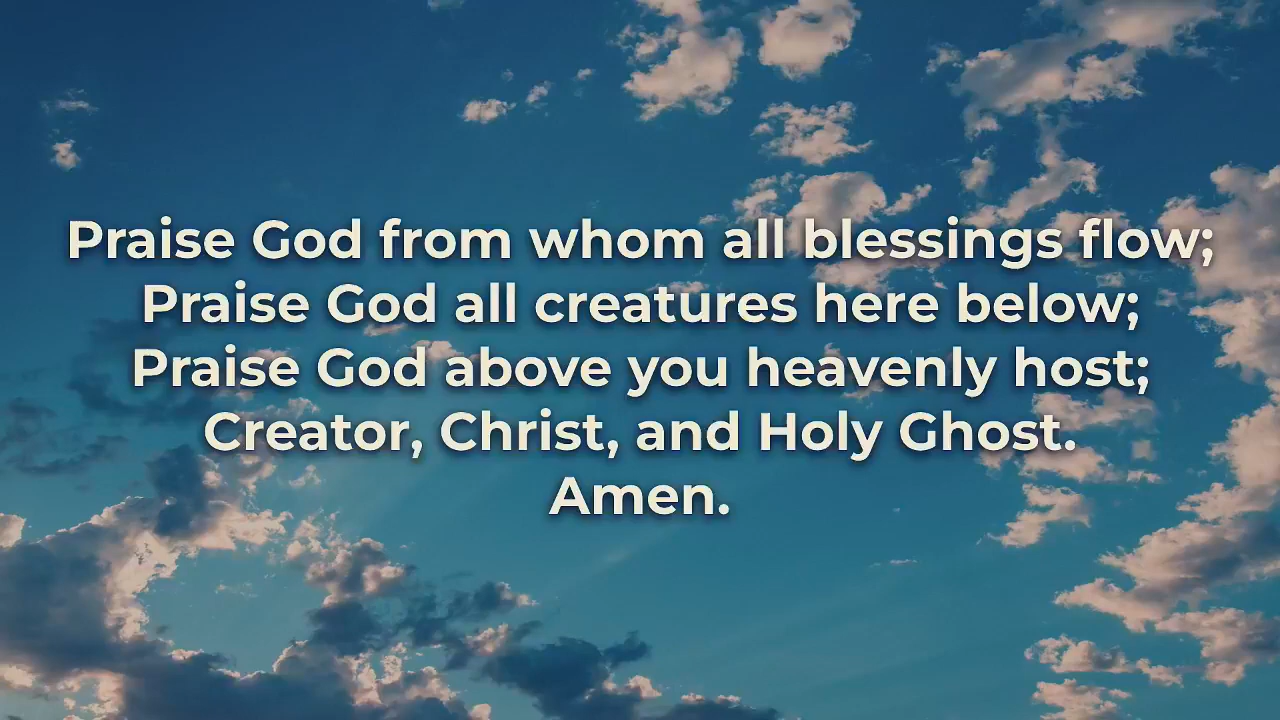 Praise God from whom all blessings flow;
Praise God all creatures here below;
Praise God above you heavenly host;
Creator, Christ, and Holy Ghost.
Amen.